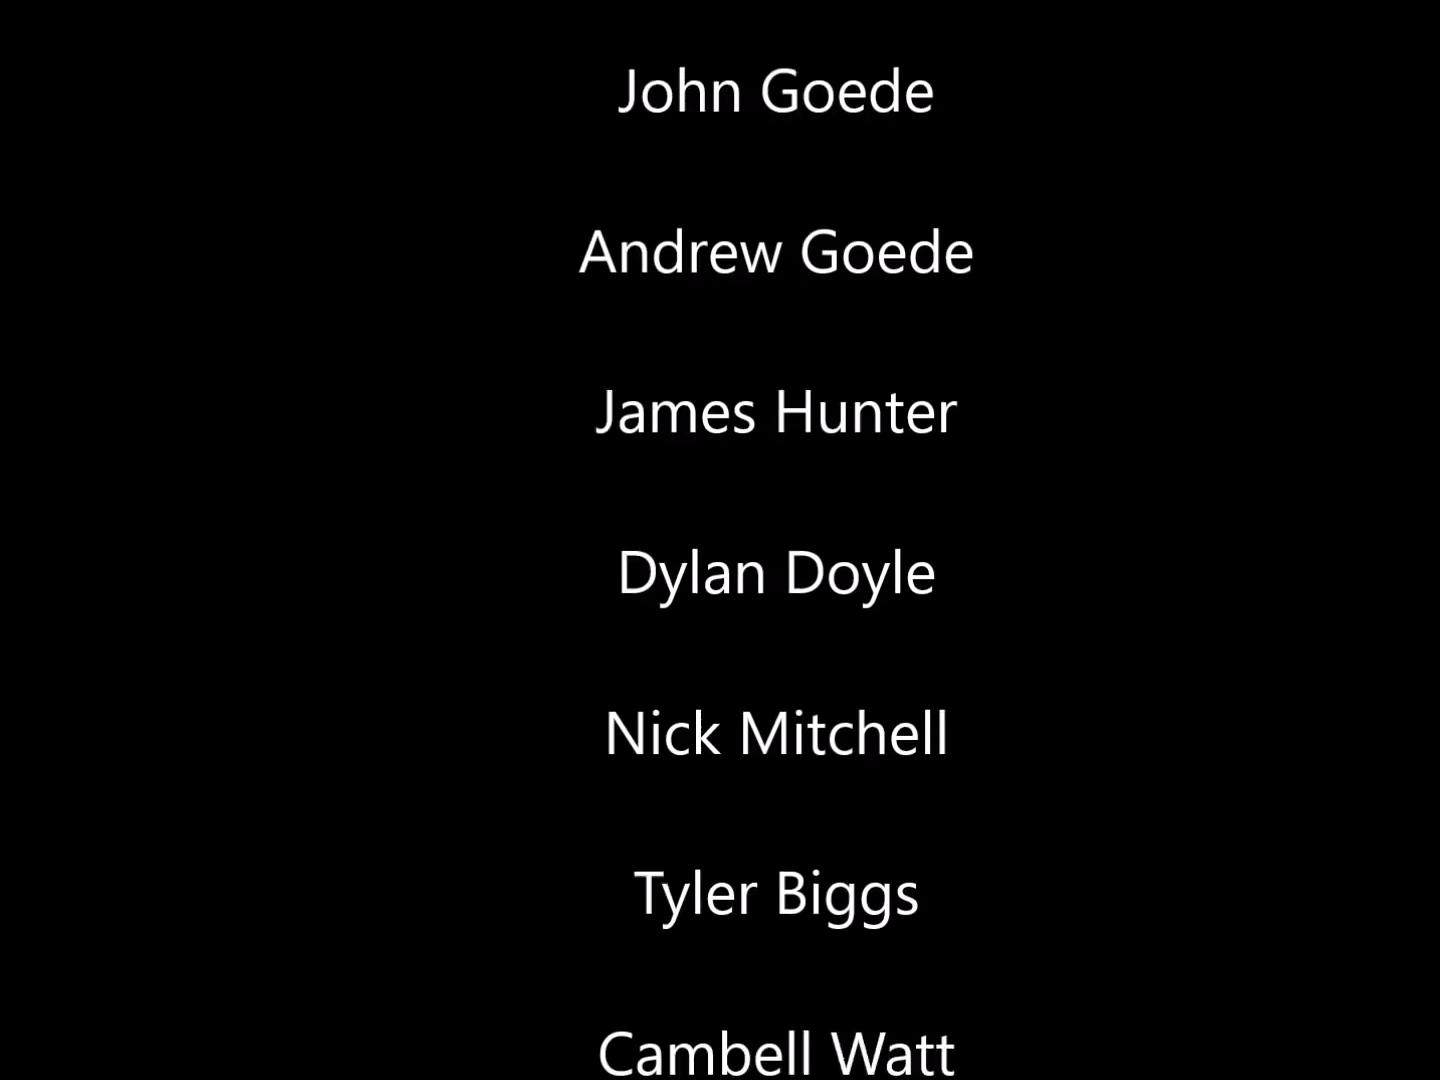 John Goede
Andrew Goede
James Hunter
Dylan Doyle
Nick Mitchell
Tyler Biggs
Cambell Watt